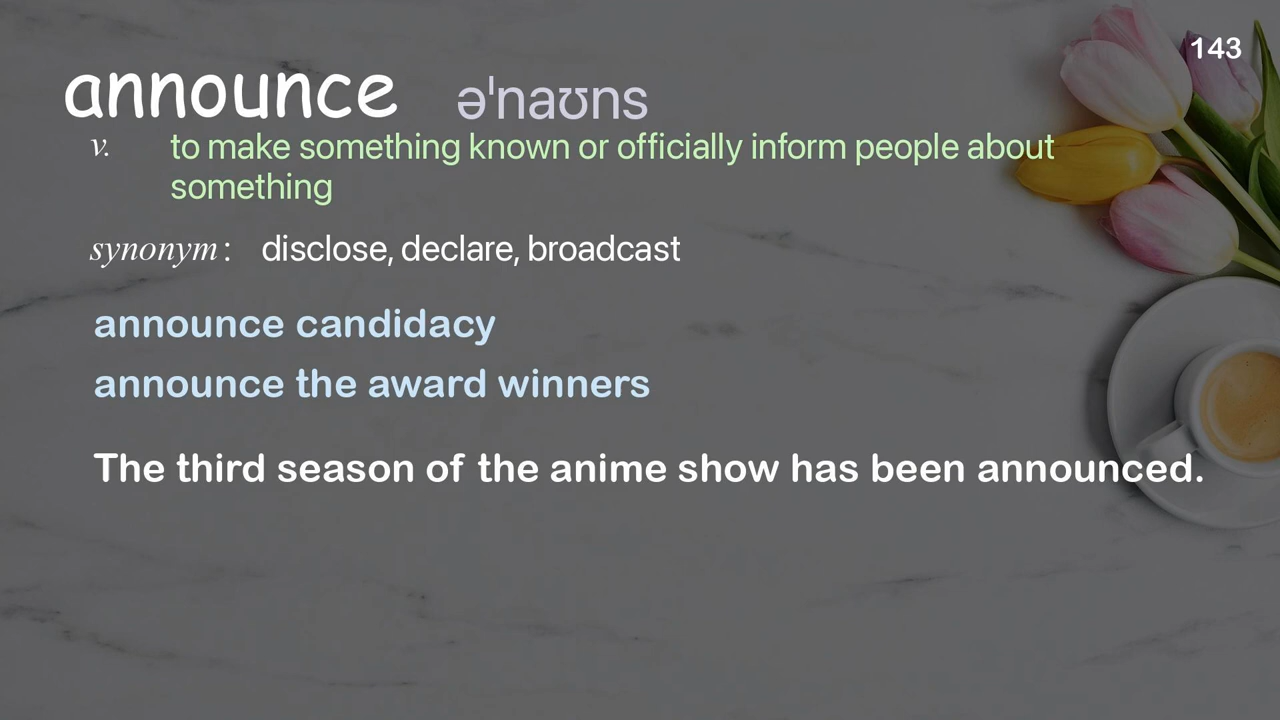 143
announce əˈnaʊns
v. to make something known or officially inform people about
something
synonym : disclose, declare, broadcast
announce candidacy
announce the award winners
The third season of the anime show has been announced.